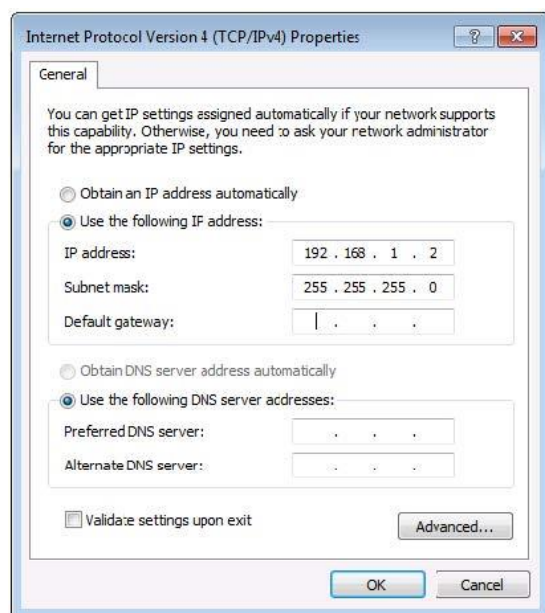 Internet Protocol Version 4 (TCP/IPv4) Properties
General
You can get IP settings assigned automatically if your network supports
this capability. Otherwise, you need to ask your network administrator
for the appropriate IP settings.
Obtain an IP address automatically
Use the following IP address:
IP address: 192 . 168 . 1 . 2
Subnet mask: 255 . 255 . 255 . 0
Default gateway: . . .
Obtain DNS server address automatically
Use the following DNS server addresses:
Preferred DNS server: . . .
Alternate DNS server: . . .
Validate settings upon exit
Advanced...
OK Cancel